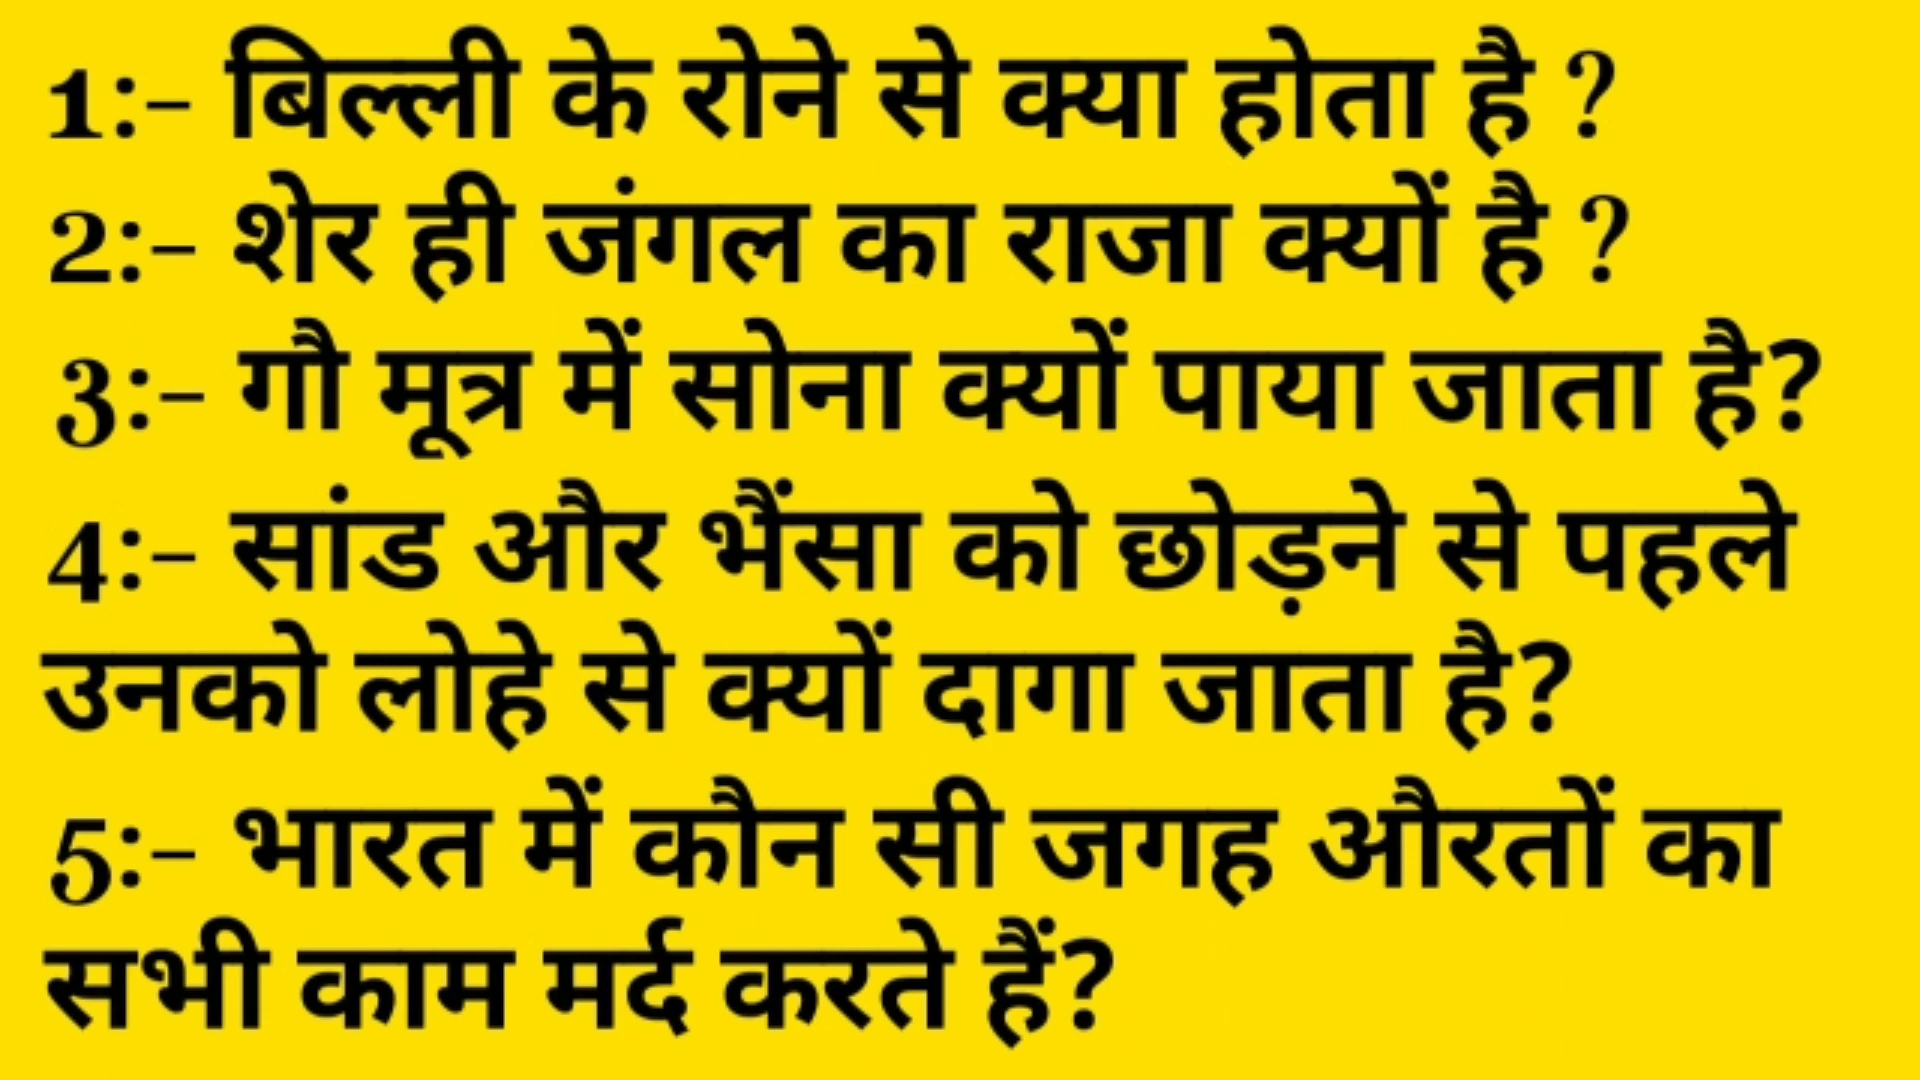 1:- बिल्ली के रोने से क्या होता है ?
2:- शेर ही जंगल का राजा क्यों है ?
3:- गौ मूत्र में सोना क्यों पाया जाता है?
4:- सांड और भैंसा को छोड़ने से पहले
उनको लोहे से क्यों दागा जाता है?
5:- भारत में कौन सी जगह औरतों का
सभी काम मर्द करते हैं?